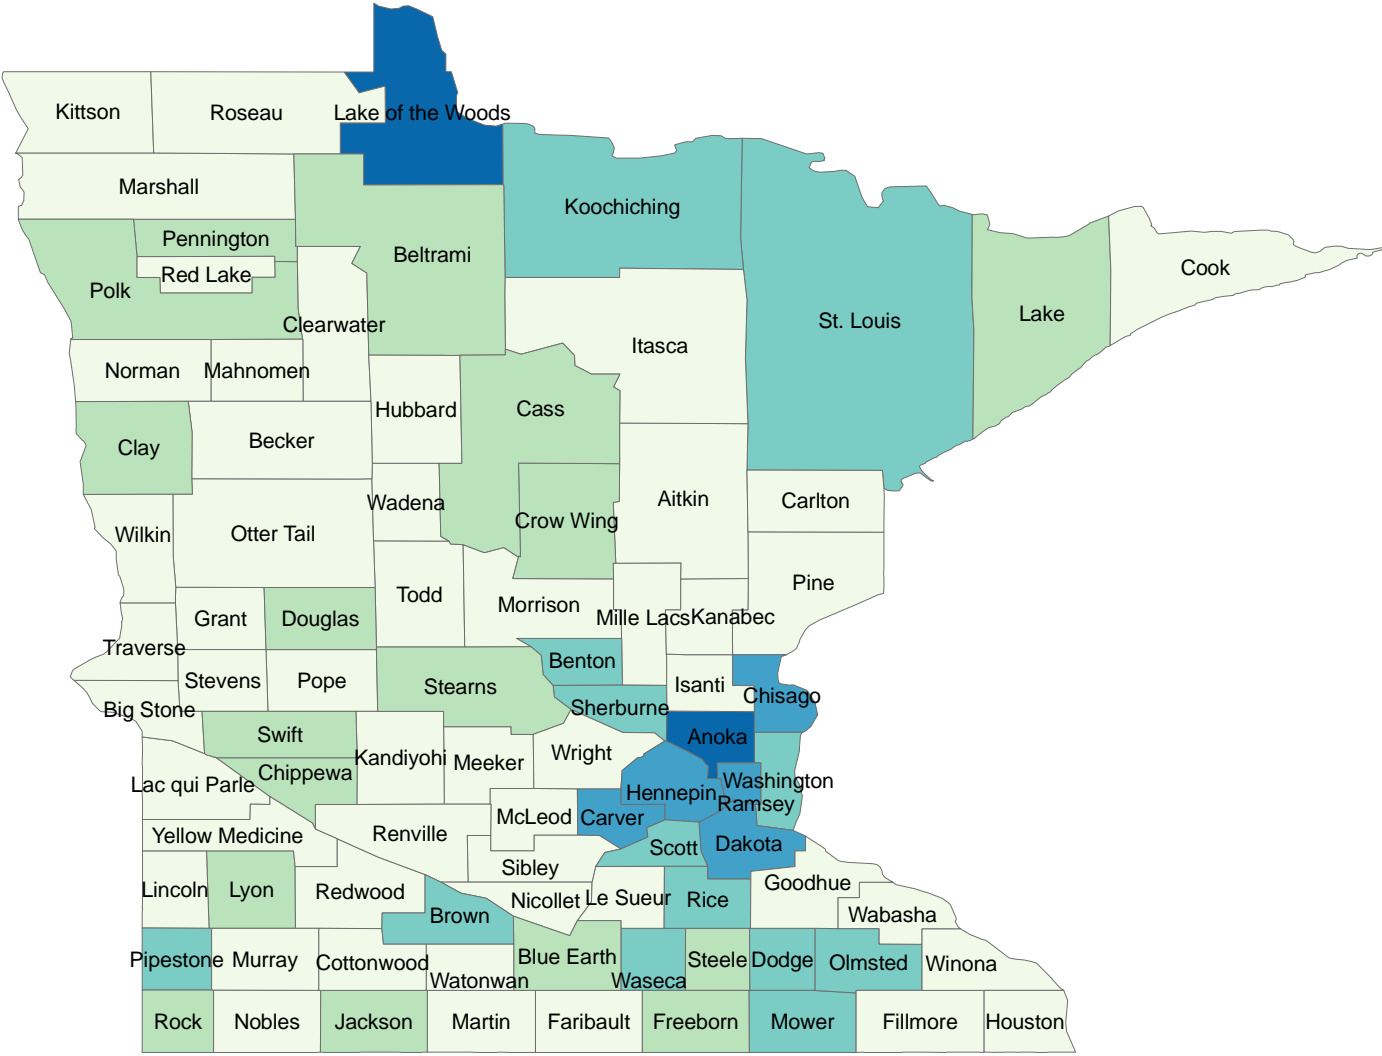 Kittson
Roseau
Lake of the Woods
Marshall
Koochiching
Pennington
Beltrami
Red Lake
Cook
Polk
Lake
St. Louis
Clearwater
Itasca
Norman
Mahnomen
Hubbard
Cass
Becker
Clay
Aitkin
Carlton
Wadena
Crow Wing
Otter Tail
Wilkin
Pine
Todd
Morrison
Grant
Douglas
Mille Lacs
Kanabec
Traverse
Benton
Stevens
Pope
Stearns
Isanti
Chisago
Big Stone
Sherburne
Swift
Anoka
Wright
Kandiyohi
Meeker
Chippewa
Washington
Lac qui Parle
Hennepin
Ramsey
McLeod
Carver
Renville
Yellow Medicine
Dakota
Scott
Sibley
Goodhue
Lincoln
Lyon
Redwood
Nicollet
Le Sueur
Rice
Brown
Wabasha
Blue Earth
Pipestone
Murray
Cottonwood
Steele
Dodge
Olmsted
Winona
Watonwan
Waseca
Rock
Nobles
Jackson
Martin
Faribault
Freeborn
Mower
Fillmore
Houston